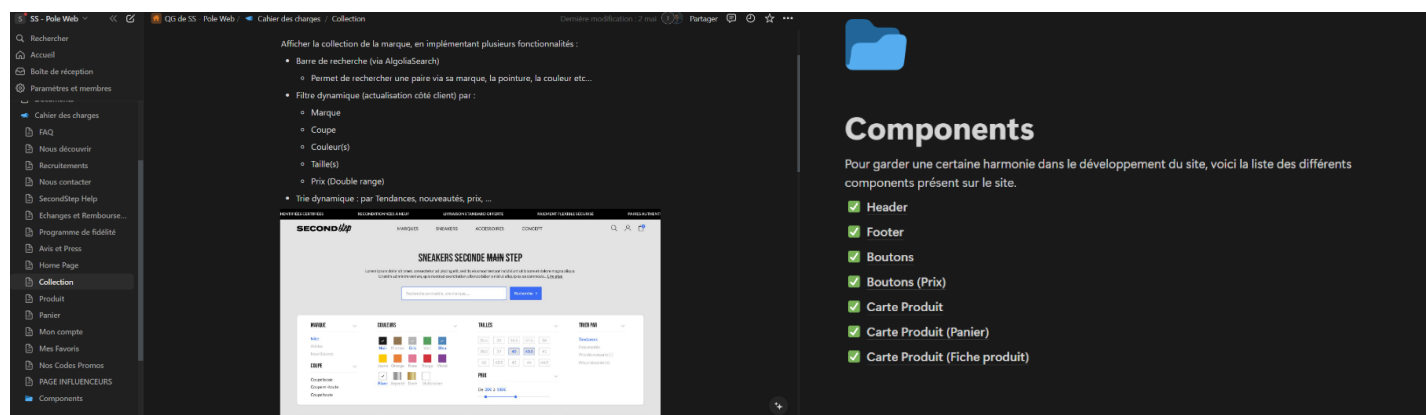 SS - Pole Web
Rechercher
Accueil
Boîte de réception
Paramètres et membres
Cahier des charges
FAQ
Nous découvrir
Recrutements
Nous contacter
SecondStep Help
Echanges et Rembourse...
Programme de fidélité
Avis et Press
Home Page
Collection
Produit
Panier
Mon compte
Mes Favoris
Nos Codes Promos
PAGE INFLUENCEURS
Components
QG de SS - Pole Web / Cahier des charges / Collection
Dernière modification : 2 mai
Partager
Afficher la collection de la marque, en implémentant plusieurs fonctionnalités :
• Barre de recherche (via AlgoliaSearch)
◦ Permet de rechercher une paire via sa marque, la pointure, la couleur etc...
• Filtre dynamique (actualisation côté client) par :
◦ Marque
◦ Coupe
◦ Couleur(s)
◦ Taille(s)
◦ Prix (Double range)
• Trie dynamique : par Tendances, nouveautés, prix, ...
SECOND step
MARQUES SNEAKERS ACCESSOIRES CONCEPT
SNEAKERS SECONDE MAIN STEP
Rechercher
MARQUE
COULEURS
TAILLES
TRIER PAR
Nike
Tendances
COUPE
PRIX
Components
Pour garder une certaine harmonie dans le développement du site, voici la liste des différents
components présent sur le site.
✅ Header
✅ Footer
✅ Boutons
✅ Boutons (Prix)
✅ Carte Produit
✅ Carte Produit (Panier)
✅ Carte Produit (Fiche produit)